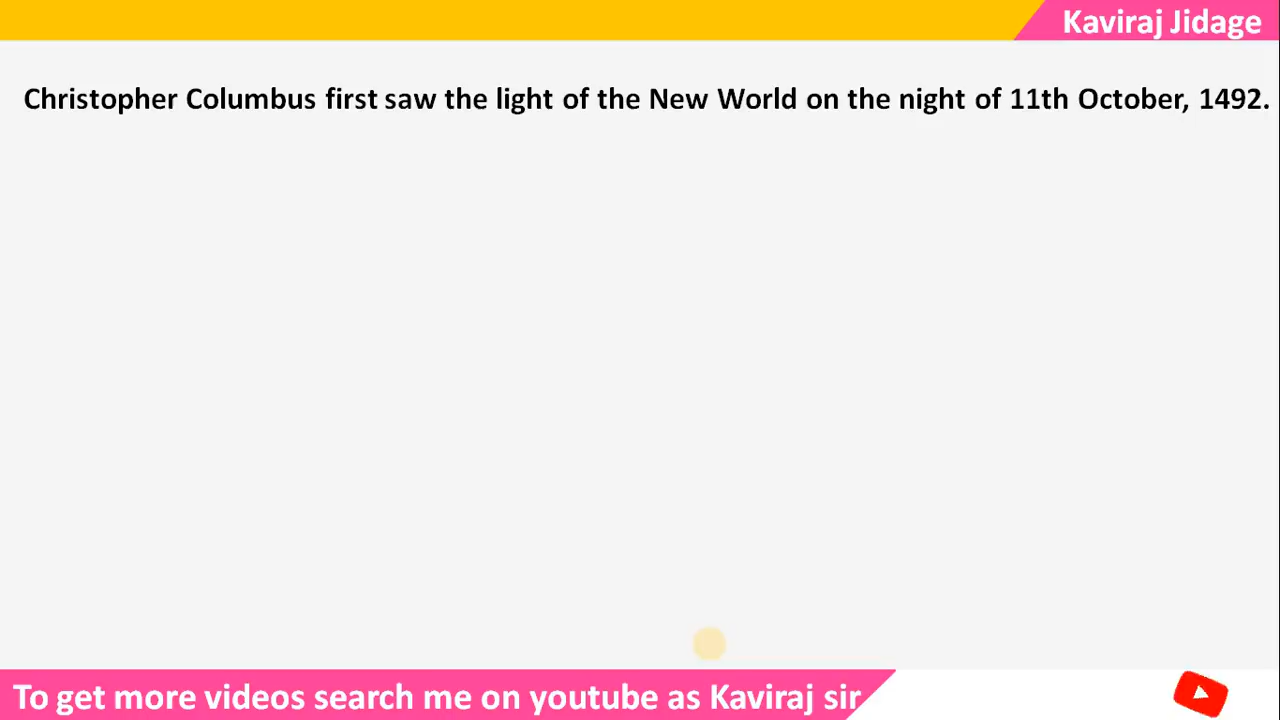 Kaviraj Jidage
Christopher Columbus first saw the light of the New World on the night of 11th October, 1492.
To get more videos search me on youtube as Kaviraj sir